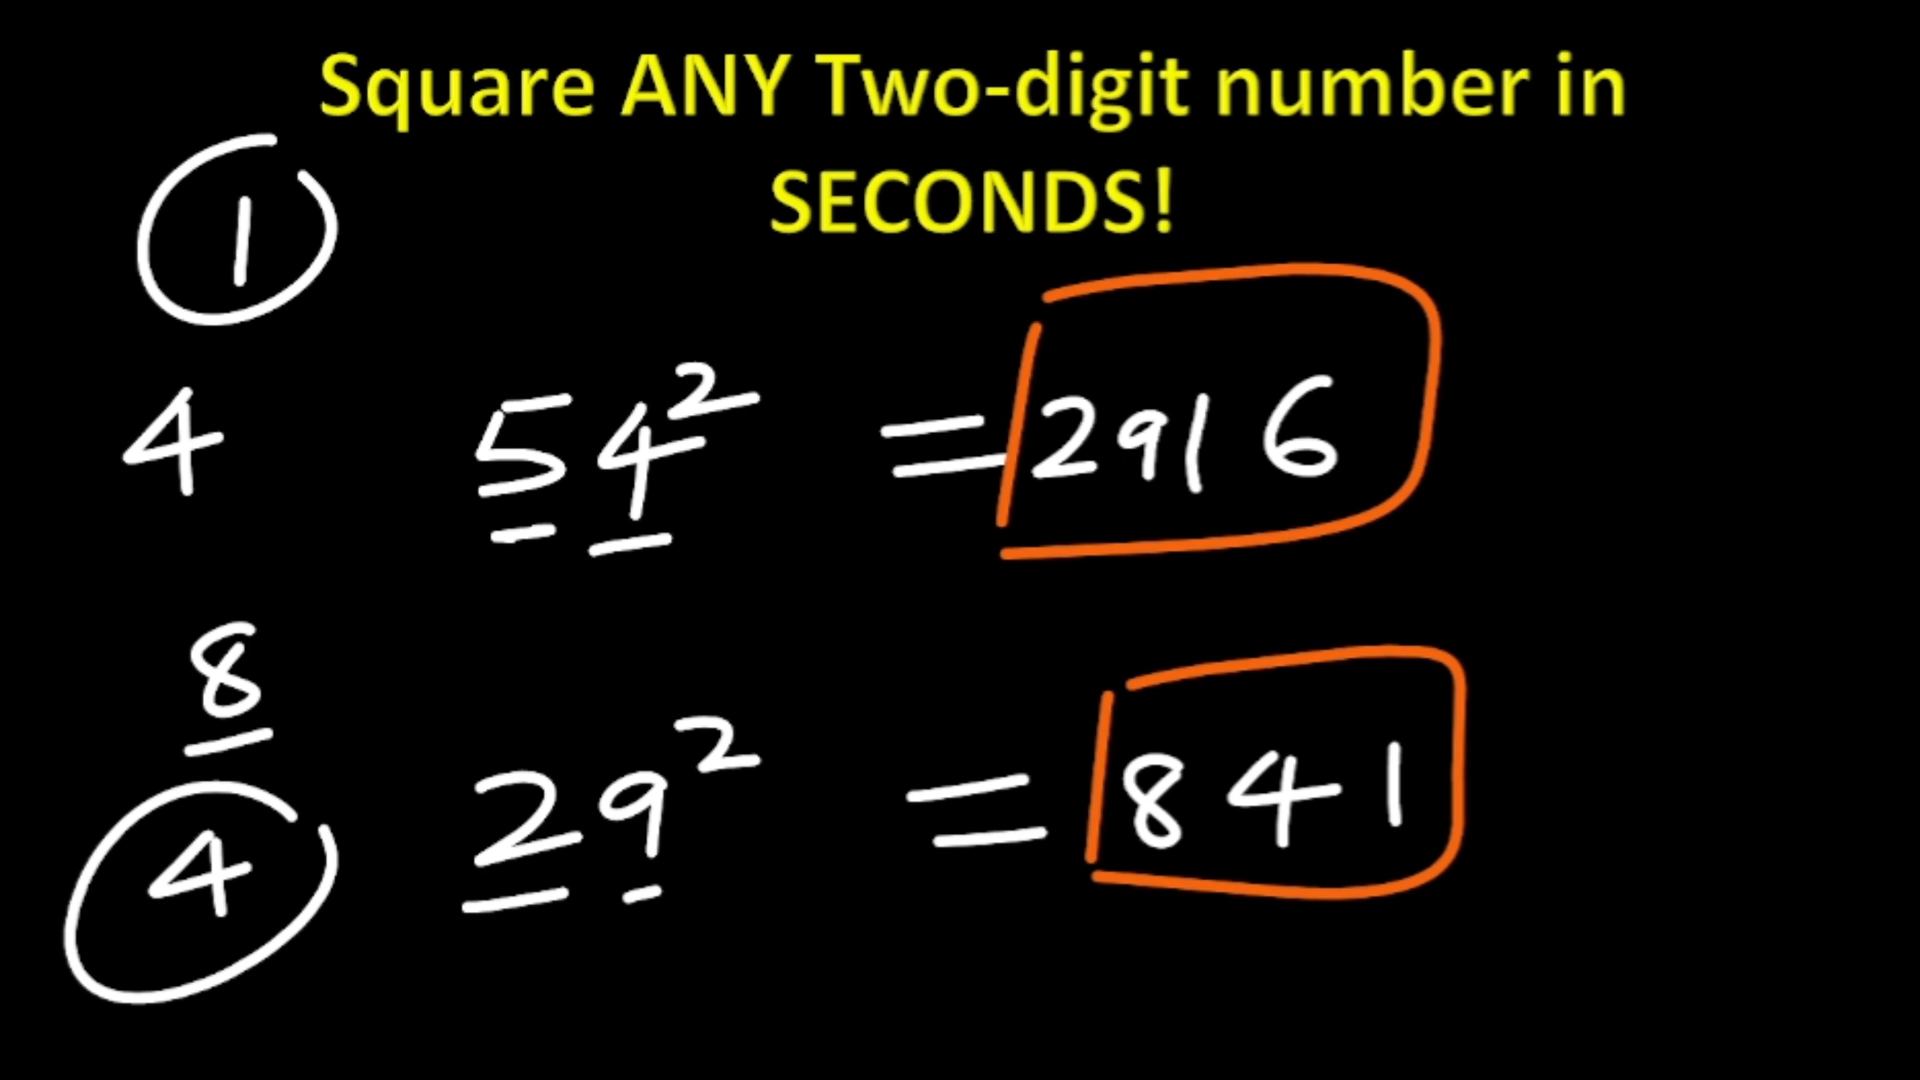 Square ANY Two-digit number in
SECONDS!
1
4 54² = 2916
8
4 29² = 841